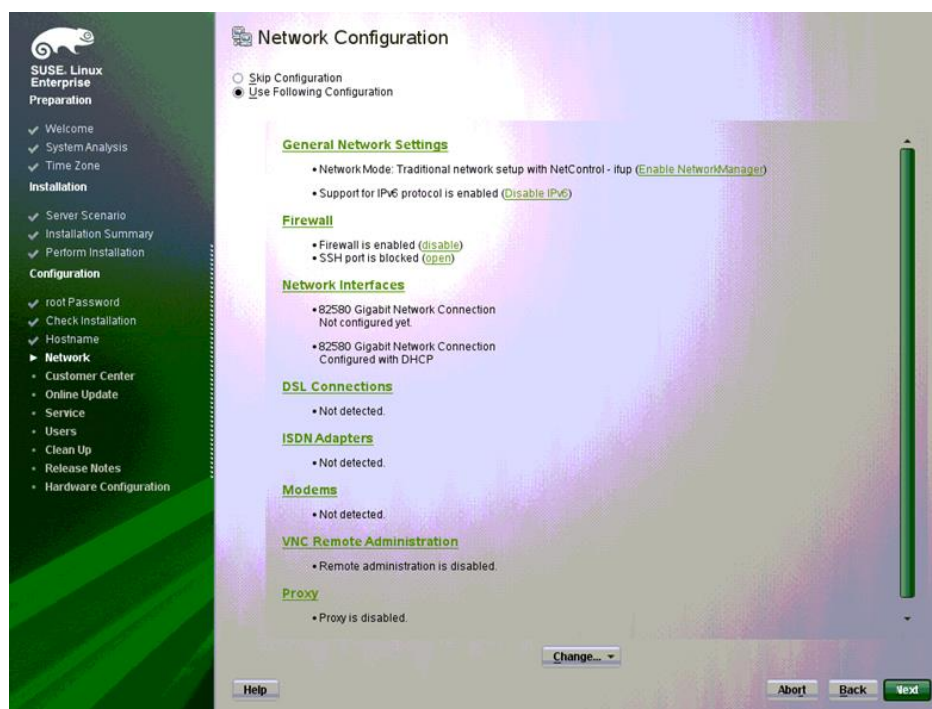 SUSE. Linux
Enterprise
Preparation
Welcome
System Analysis
Time Zone
Installation
Server Scenario
Installation Summary
Perform Installation
Configuration
root Password
Check Installation
Hostname
Network
Customer Center
Online Update
Service
Users
Clean Up
Release Notes
Hardware Configuration
Network Configuration
Skip Configuration
Use Following Configuration
General Network Settings
• Network Mode: Traditional network setup with NetControl - ifup (Enable NetworkManager)
• Support for IPv6 protocol is enabled (Disable IPv6)
Firewall
• Firewall is enabled (disable)
• SSH port is blocked (open)
Network Interfaces
• 82580 Gigabit Network Connection
Not configured yet.
• 82580 Gigabit Network Connection
Configured with DHCP
DSL Connections
• Not detected.
ISDN Adapters
• Not detected.
Modems
• Not detected.
VNC Remote Administration
• Remote administration is disabled.
Proxy
• Proxy is disabled.
Change...
Help
Abort
Back
Next